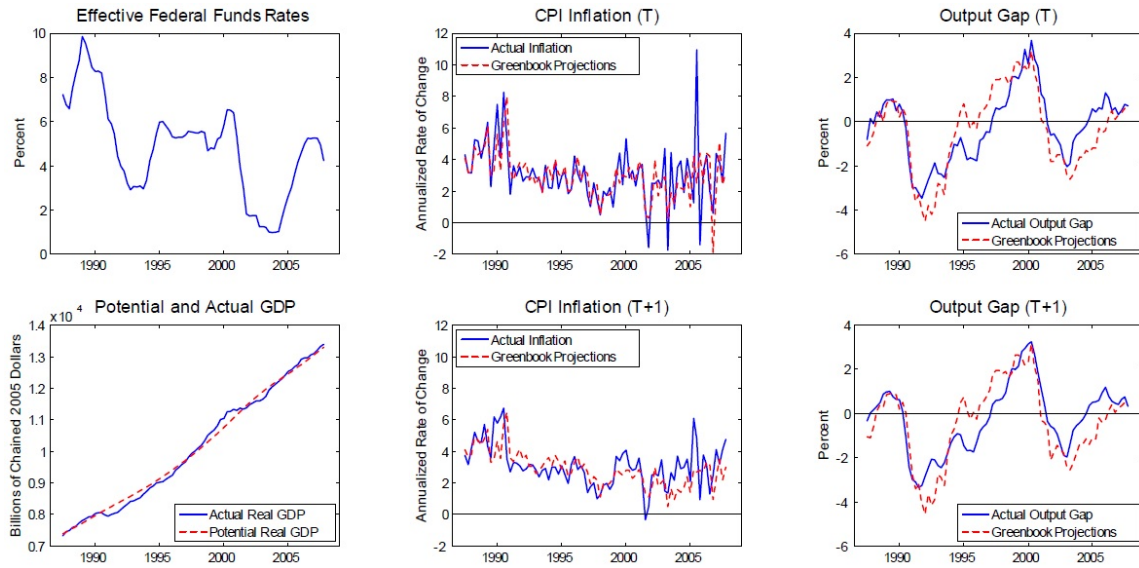 Effective Federal Funds Rates
Percent
10
8
6
4
2
0
1990 1995 2000 2005
CPI Inflation (T)
Annualized Rate of Change
12
10
8
6
4
2
0
-2
Actual Inflation
Greenbook Projections
1990 1995 2000 2005
Output Gap (T)
Percent
4
2
0
-2
-4
-6
Actual Output Gap
Greenbook Projections
1990 1995 2000 2005
Potential and Actual GDP
x 10^4
Billions of Chained 2005 Dollars
1.4
1.3
1.2
1.1
1
0.9
0.8
0.7
Actual Real GDP
Potential Real GDP
1990 1995 2000 2005
CPI Inflation (T+1)
Annualized Rate of Change
12
10
8
6
4
2
0
-2
Actual Inflation
Greenbook Projections
1990 1995 2000 2005
Output Gap (T+1)
Percent
4
2
0
-2
-4
-6
Actual Output Gap
Greenbook Projections
1990 1995 2000 2005